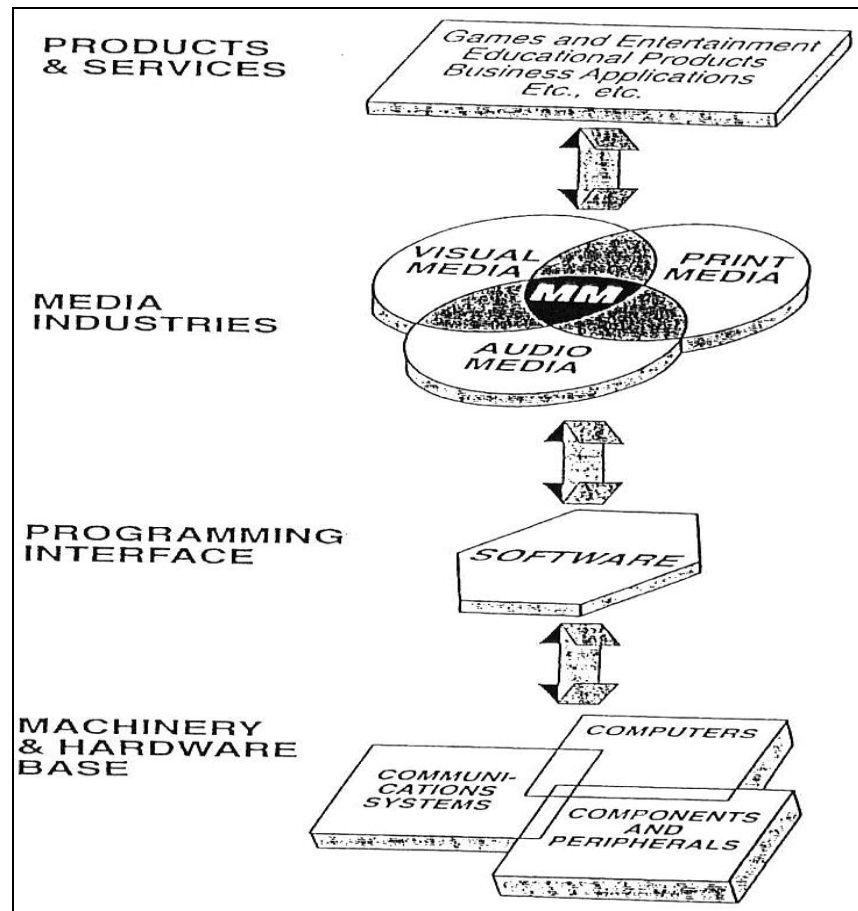 PRODUCTS
& SERVICES
Games and Entertainment
Educational Products
Business Applications
Etc., etc.
MEDIA
INDUSTRIES
VISUAL
MEDIA
PRINT
MEDIA
MM
AUDIO
MEDIA
PROGRAMMING
INTERFACE
SOFTWARE
MACHINERY
& HARDWARE
BASE
COMMUNI-
CATIONS
SYSTEMS
COMPUTERS
COMPONENTS
AND
PERIPHERALS